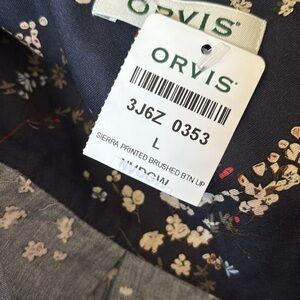 ORVIS
ORVIS
3J6Z 0353
L
SIERRA PRINTED BRUSHED BTN UP